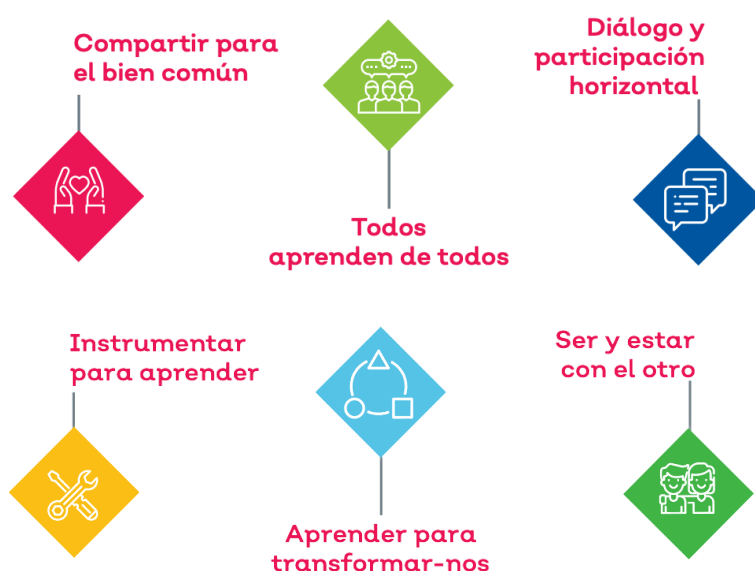 Compartir para
el bien común
Todos
aprenden de todos
Diálogo y
participación
horizontal
Instrumentar
para aprender
Aprender para
transformar-nos
Ser y estar
con el otro